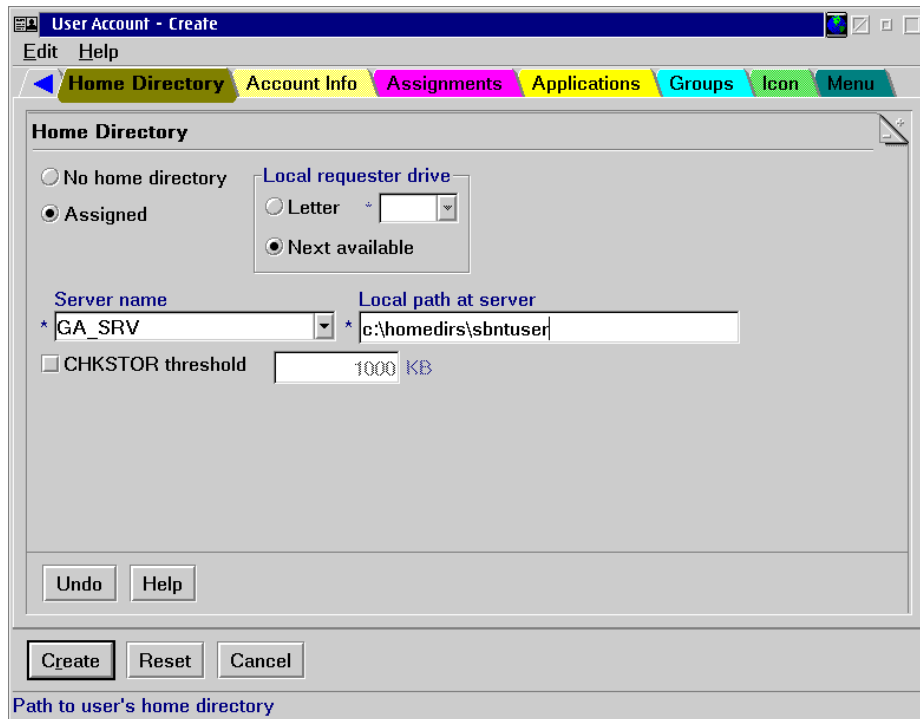 User Account - Create
Edit Help
Home Directory Account Info Assignments Applications Groups Icon Menu
Home Directory
No home directory
Assigned
Local requester drive
Letter *
Next available
Server name
* GA_SRV
Local path at server
* c:\homedirs\sbntuser
CHKSTOR threshold 1000 KB
Undo Help
Create Reset Cancel
Path to user's home directory